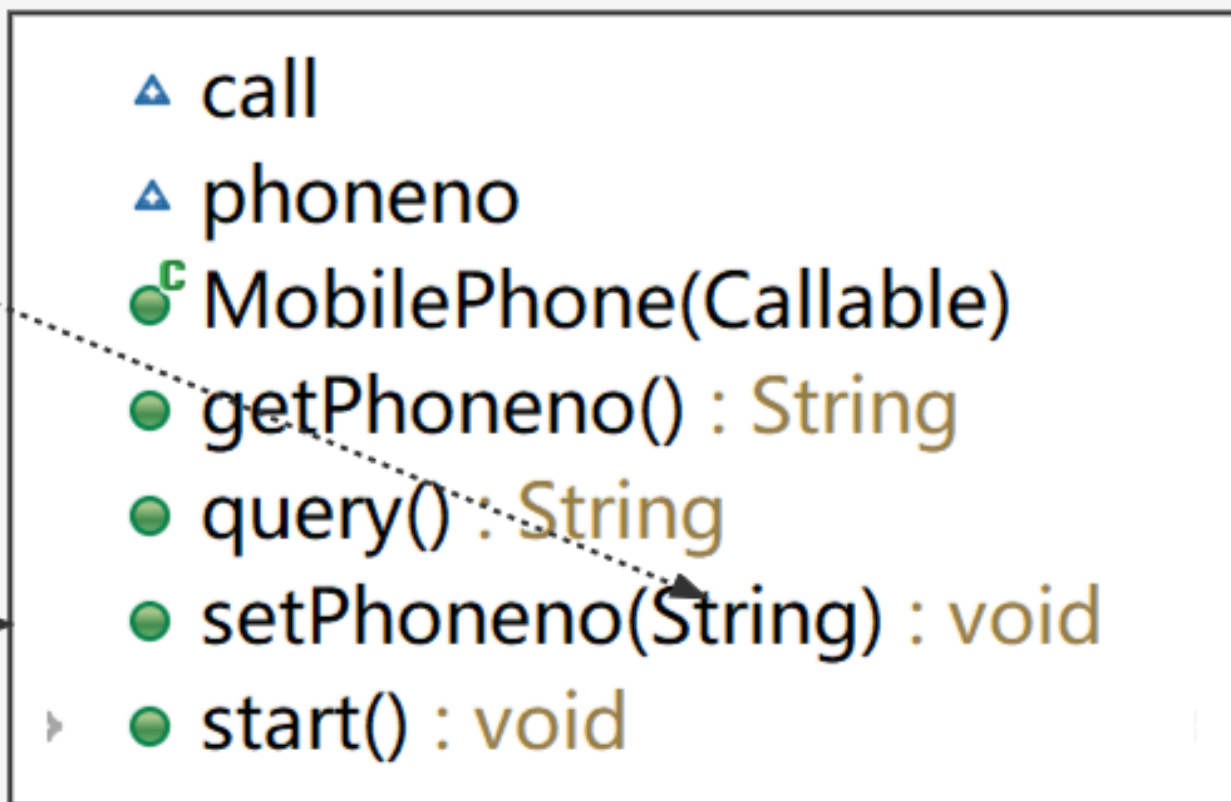 call
phoneno
C MobilePhone(Callable)
getPhoneno() : String
query() : String
setPhoneno(String) : void
start() : void